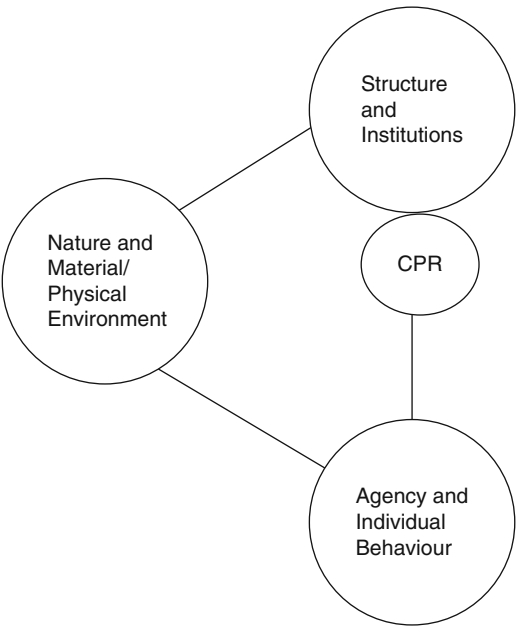 Structure
and
Institutions
Nature and
Material/
Physical
Environment
CPR
Agency and
Individual
Behaviour